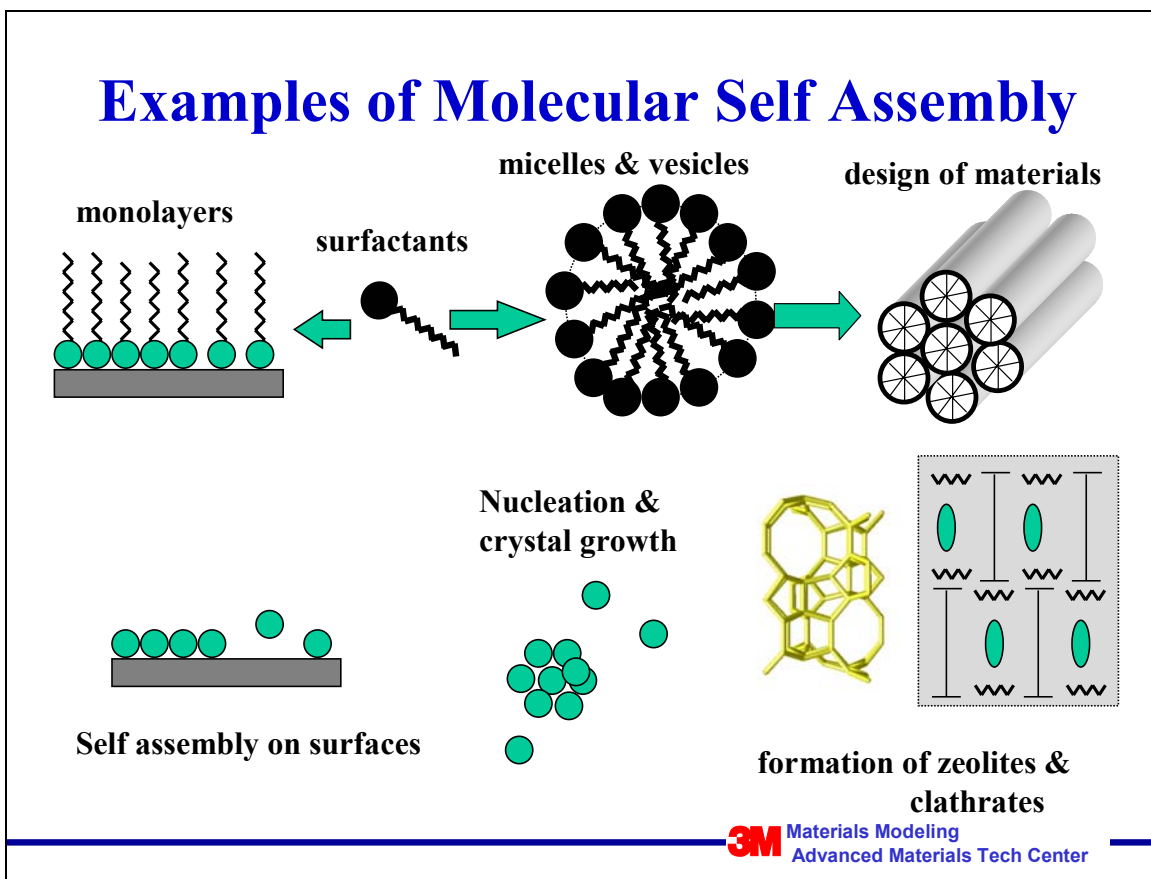 Examples of Molecular Self Assembly
micelles & vesicles
design of materials
monolayers
surfactants
Nucleation &
crystal growth
Self assembly on surfaces
formation of zeolites &
clathrates
3M Materials Modeling
Advanced Materials Tech Center